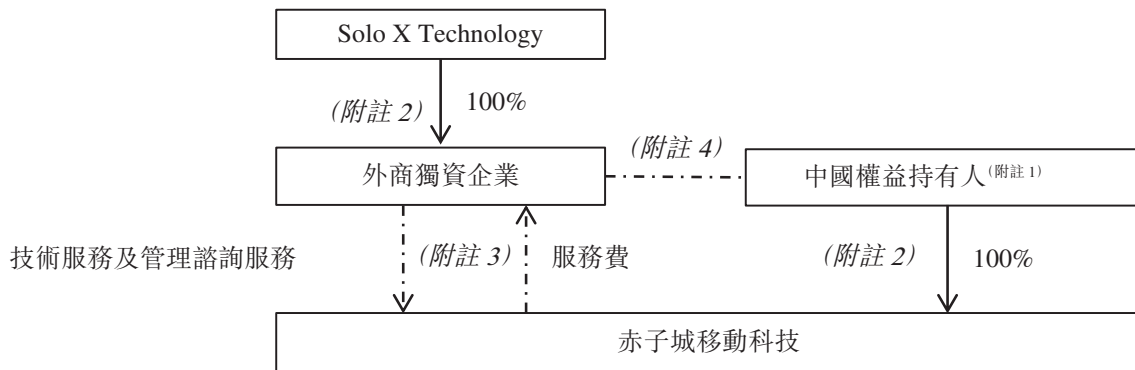 Solo X Technology
(附註 2)
100%
外商獨資企業
(附註 4)
中國權益持有人(附註 1)
技術服務及管理諮詢服務
(附註 3)
服務費
(附註 2)
100%
赤子城移動科技